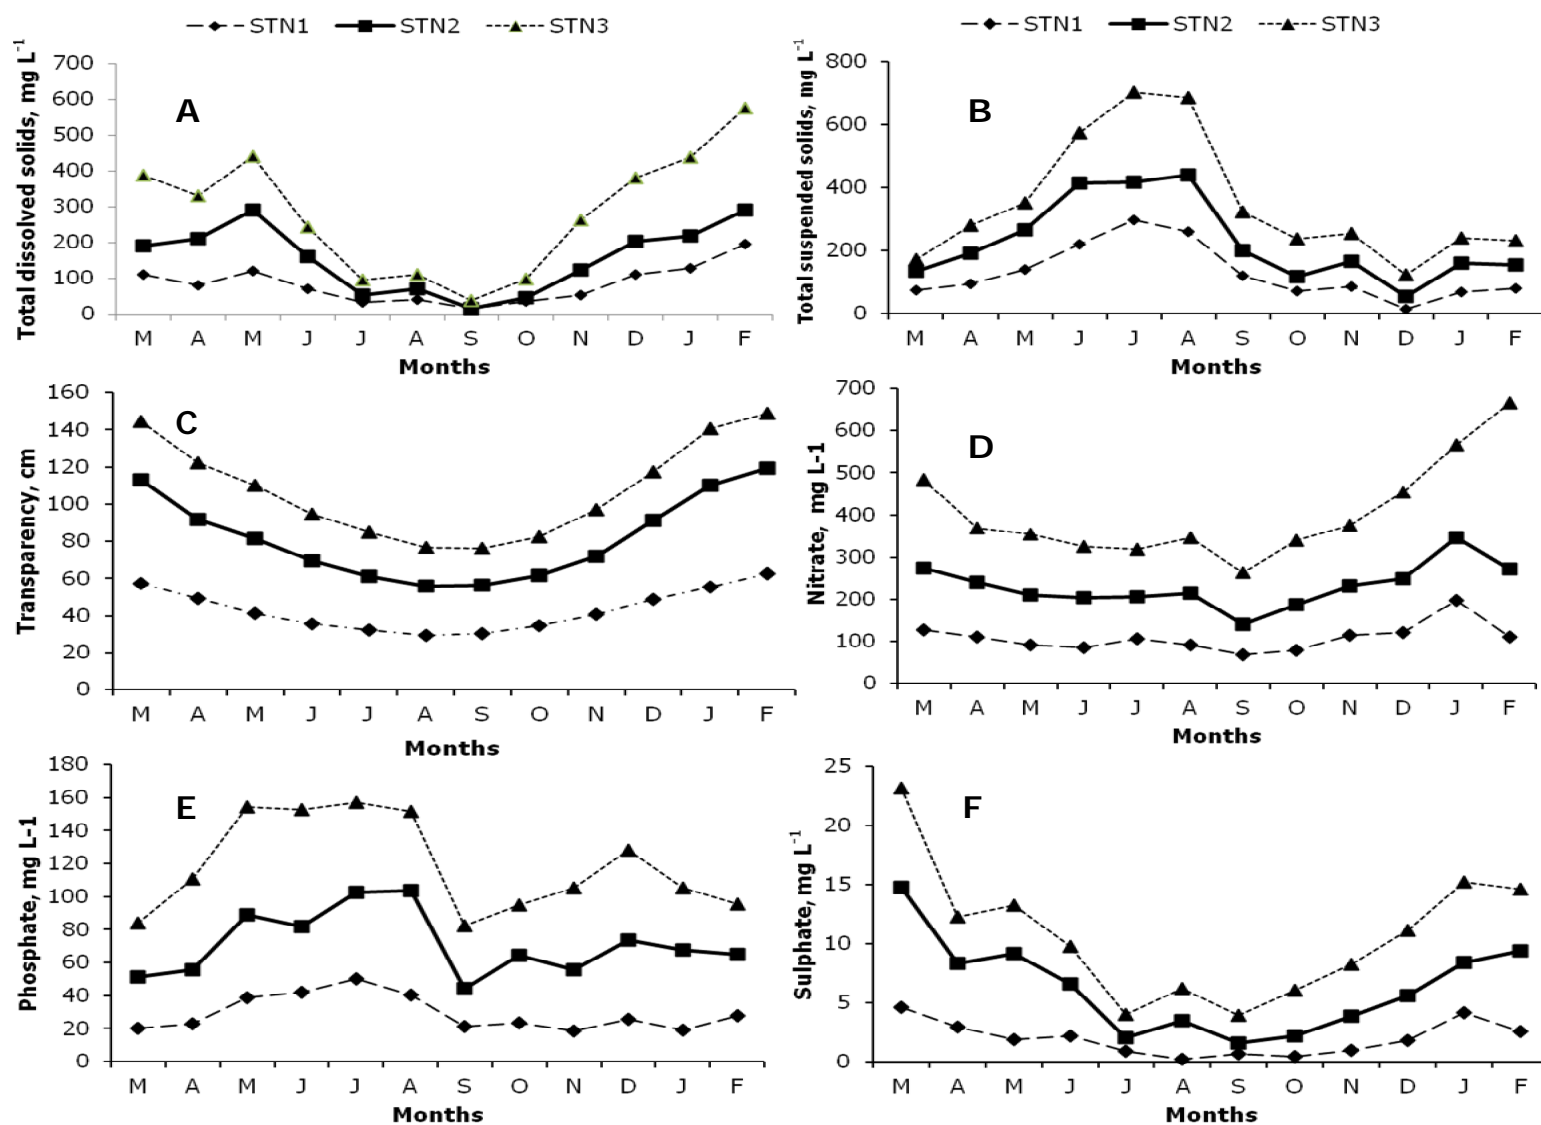 STN1 STN2 STN3
A
Total dissolved solids, mg L-1
700
600
500
400
300
200
100
0
M A M J J A S O N D J F
Months
STN1 STN2 STN3
B
Total suspended solids, mg L-1
800
600
400
200
0
M A M J J A S O N D J F
Months
C
Transparency, cm
160
140
120
100
80
60
40
20
0
M A M J J A S O N D J F
Months
D
Nitrate, mg L-1
700
600
500
400
300
200
100
0
M A M J J A S O N D J F
Months
E
Phosphate, mg L-1
180
160
140
120
100
80
60
40
20
0
M A M J J A S O N D J F
Months
F
Sulphate, mg L-1
25
20
15
10
5
0
M A M J J A S O N D J F
Months